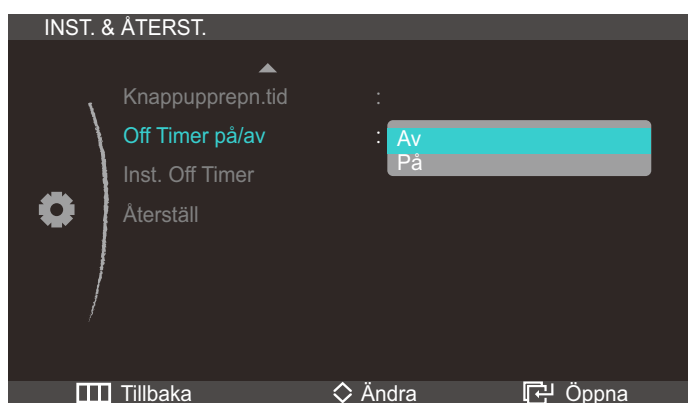 INST. & ÅTERST.
Knappupprepn.tid :
Off Timer på/av : Av
På
Inst. Off Timer
Återställ
Tillbaka Ändra Öppna